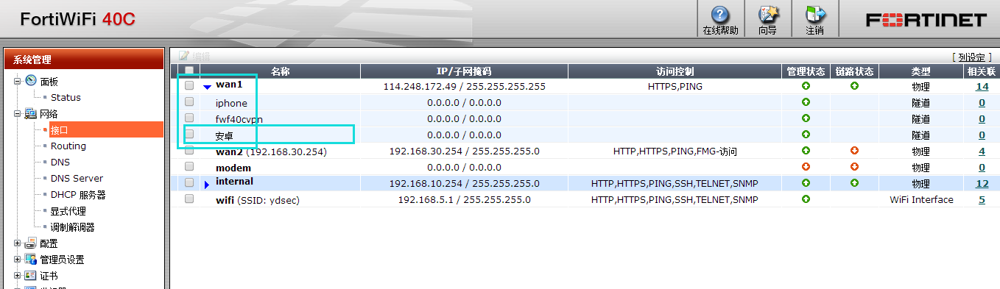 FortiWiFi 40C
在线帮助 向导 注销 FORTINET
系统管理
面板
Status
网络
接口
Routing
DNS
DNS Server
DHCP 服务器
显式代理
调制解调器
配置
管理员设置
证书
编辑 [ 列设定 ]
名称 IP/子网掩码 访问控制 管理状态 链路状态 类型 相关联
wan1 114.248.172.49 / 255.255.255.255 HTTPS,PING 物理 14
iphone 0.0.0.0 / 0.0.0.0 隧道 0
fwf40cvpn 0.0.0.0 / 0.0.0.0 隧道 0
安卓 0.0.0.0 / 0.0.0.0 隧道 0
wan2 (192.168.30.254) 192.168.30.254 / 255.255.255.0 HTTP,HTTPS,PING,FMG-访问 物理 4
modem 物理 0
internal 192.168.10.254 / 255.255.255.0 HTTP,HTTPS,PING,SSH,TELNET,SNMP 物理 12
wifi (SSID: ydsec) 192.168.5.1 / 255.255.255.0 HTTP,HTTPS,PING,SSH,TELNET,SNMP WiFi Interface 5